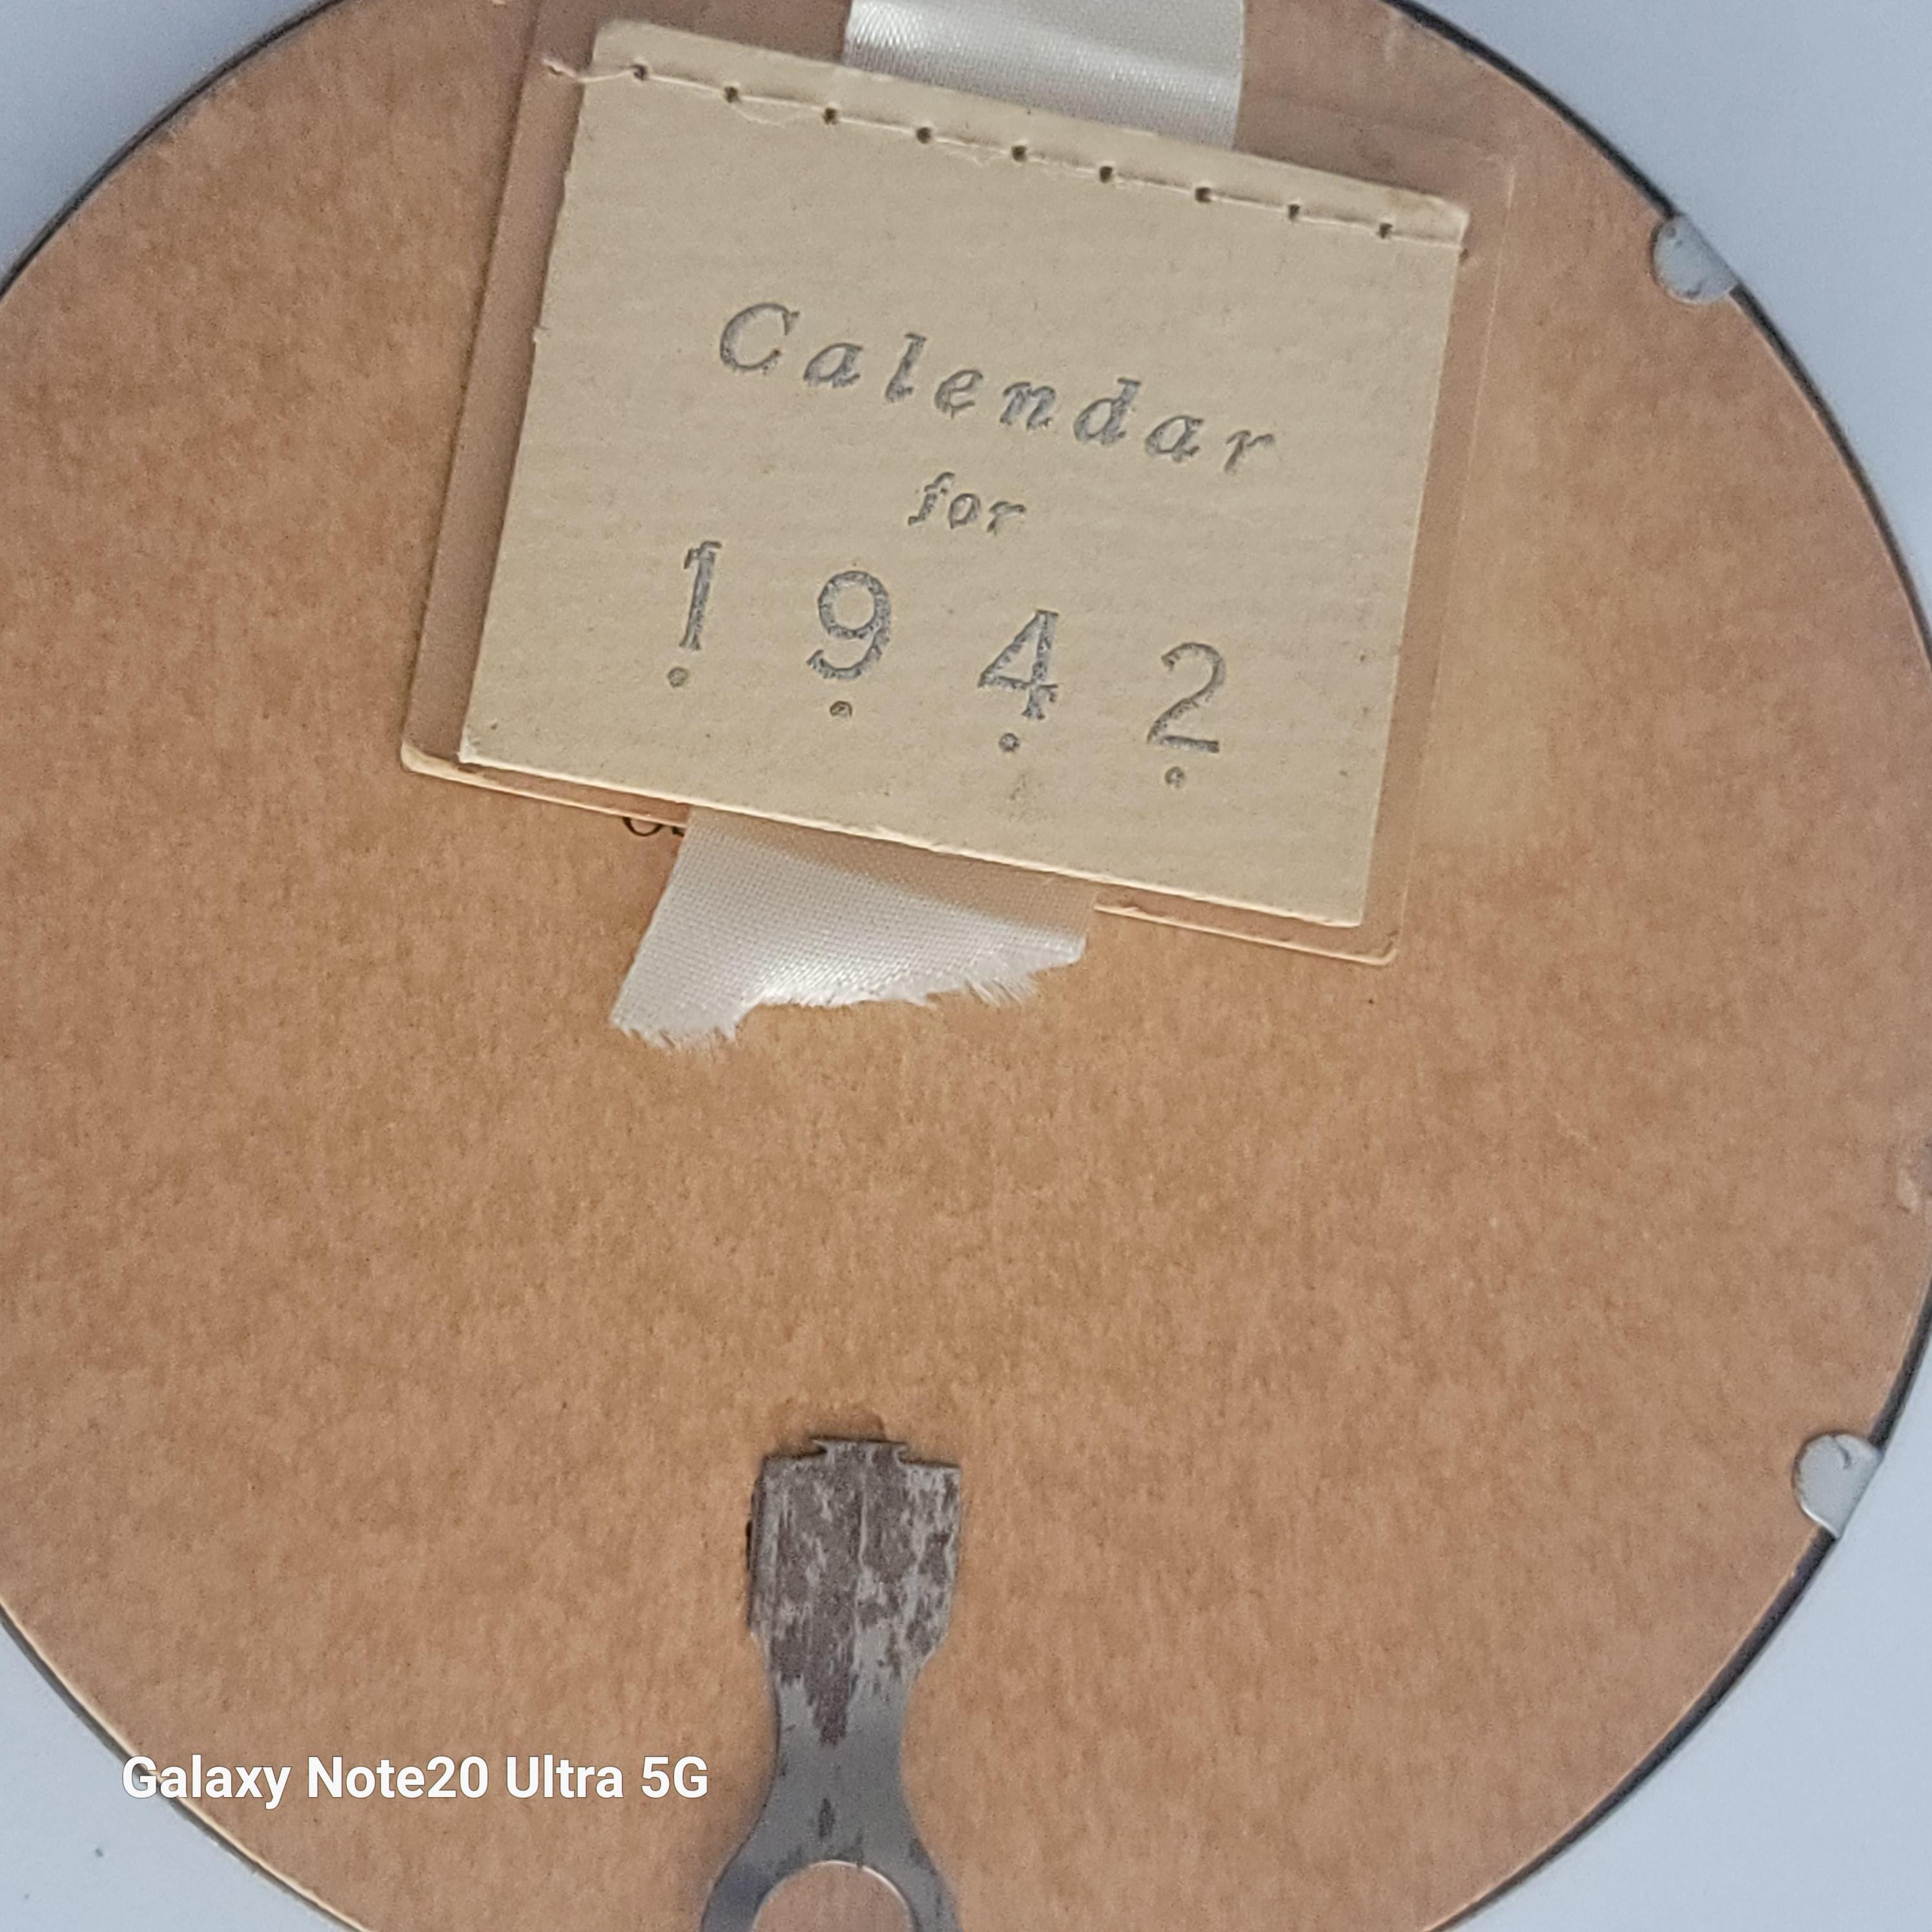 Calendar
for
1942
Galaxy Note20 Ultra 5G